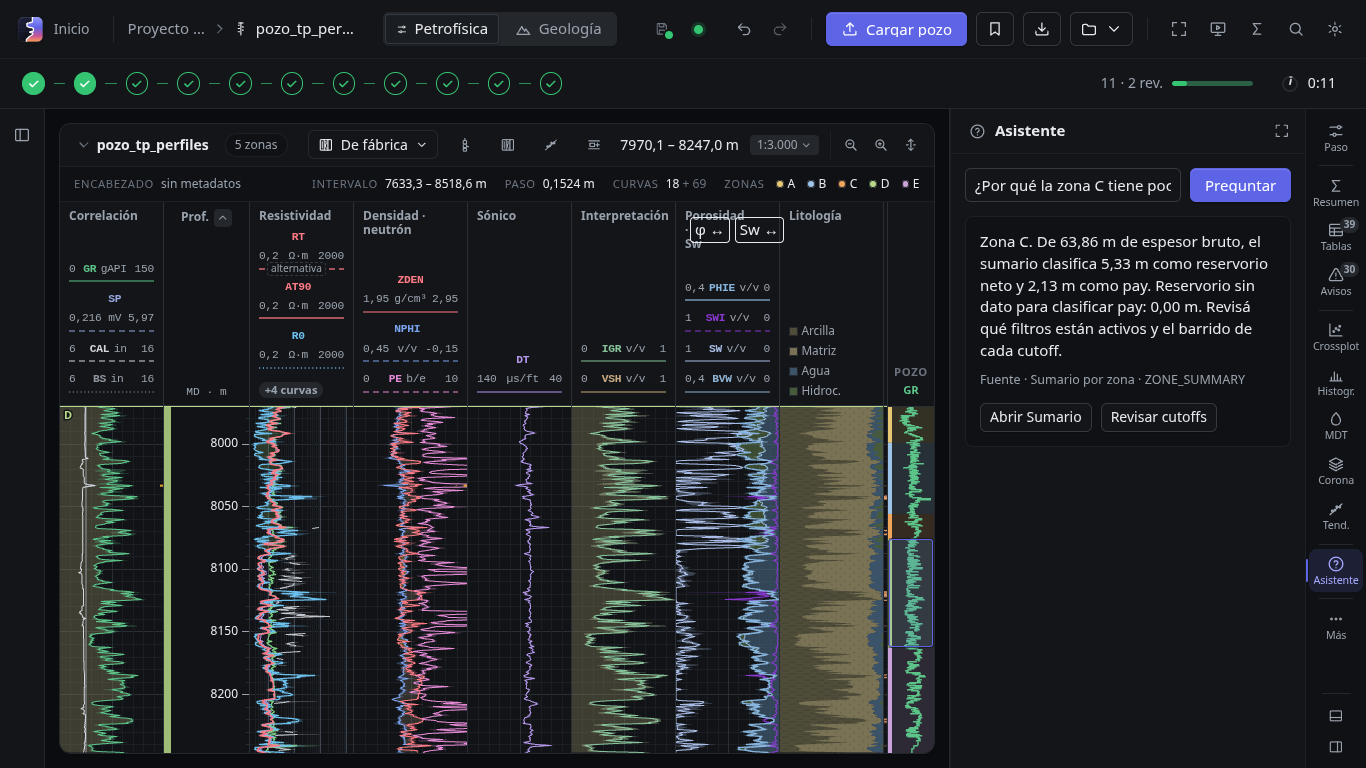 Inicio
Proyecto ...
pozo_tp_per...
Petrofísica
Geología
Cargar pozo
11 · 2 rev.
0:11
pozo_tp_perfiles
5 zonas
De fábrica
7970,1 – 8247,0 m
1:3.000
ENCABEZADO sin metadatos
INTERVALO 7633,3 – 8518,6 m
PASO 0,1524 m
CURVAS 18 + 69
ZONAS A B C D E
Correlación
Prof.
Resistividad
Densidad ·
neutrón
Sónico
Interpretación
Porosidad
·
Sw
φ ↔
Sw ↔
Litología
0 GR gAPI 150
SP
0,216 mV 5,97
6 CAL in 16
6 BS in 16
MD · m
RT
0,2 Ω·m 2000
alternativa
AT90
0,2 Ω·m 2000
R0
0,2 Ω·m 2000
+4 curvas
ZDEN
1,95 g/cm³ 2,95
NPHI
0,45 v/v -0,15
0 PE b/e 10
DT
140 µs/ft 40
0 IGR v/v 1
0 VSH v/v 1
0,4 PHIE v/v 0
1 SWI v/v 0
1 SW v/v 0
0,4 BVW v/v 0
Arcilla
Matriz
Agua
Hidroc.
POZO
GR
D
8000
8050
8100
8150
8200
Asistente
¿Por qué la zona C tiene poc
Preguntar
Zona C. De 63,86 m de espesor bruto, el
sumario clasifica 5,33 m como reservorio
neto y 2,13 m como pay. Reservorio sin
dato para clasificar pay: 0,00 m. Revisá
qué filtros están activos y el barrido de
cada cutoff.
Fuente · Sumario por zona · ZONE_SUMMARY
Abrir Sumario
Revisar cutoffs
Paso
Resumen
39
Tablas
30
Avisos
Crossplot
Histogr.
MDT
Corona
Tend.
Asistente
Más